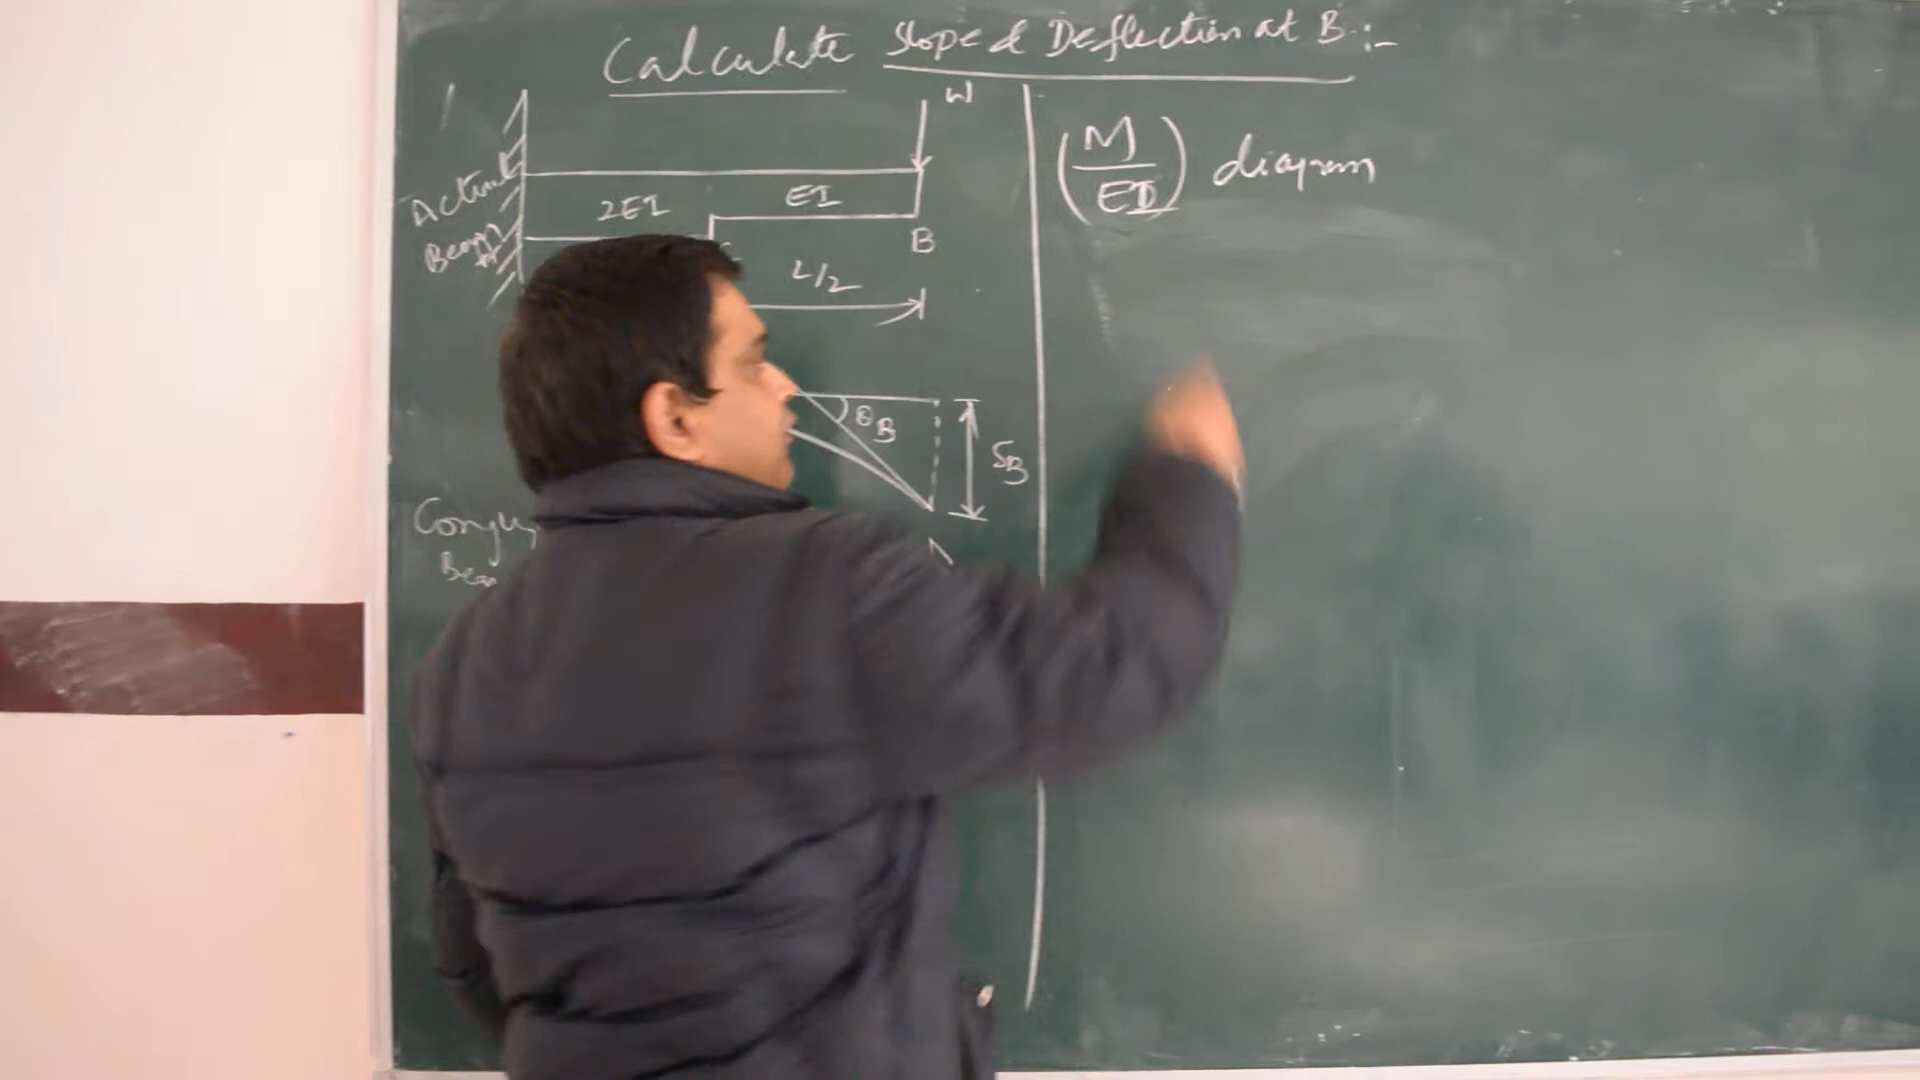 Calculate Slope & Deflection at B :-
W
Actual
Beam
2EI
EI
B
L/2
θB
δB
(M/EI) diagram